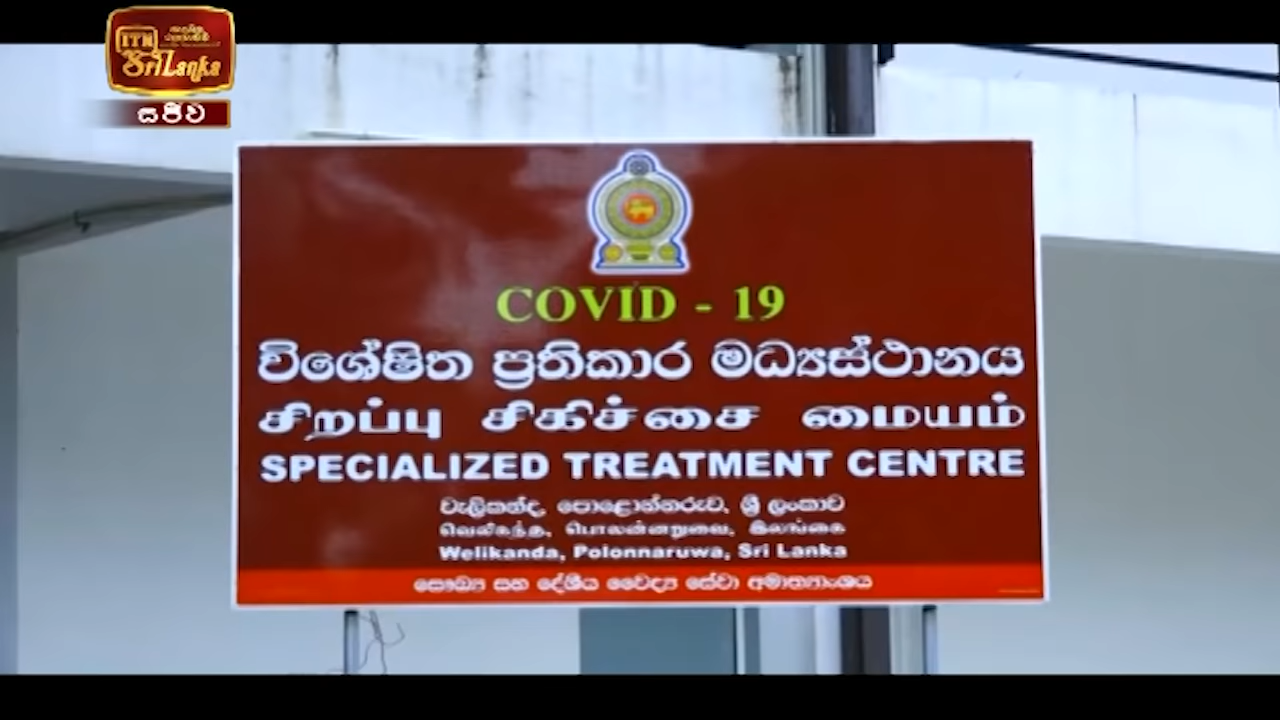 ITN
Sri Lanka
සජීව
COVID - 19
විශේෂිත ප්‍රතිකාර මධ්‍යස්ථානය
சிறப்பு சிகிச்சை மையம்
SPECIALIZED TREATMENT CENTRE
වැලිකන්ද, පොළොන්නරුව, ශ්‍රී ලංකාව
வெலிகந்த, பொலன்னறுவை, இலங்கை
Welikanda, Polonnaruwa, Sri Lanka
සෞඛ්‍ය සහ දේශීය වෛද්‍ය සේවා අමාත්‍යාංශය